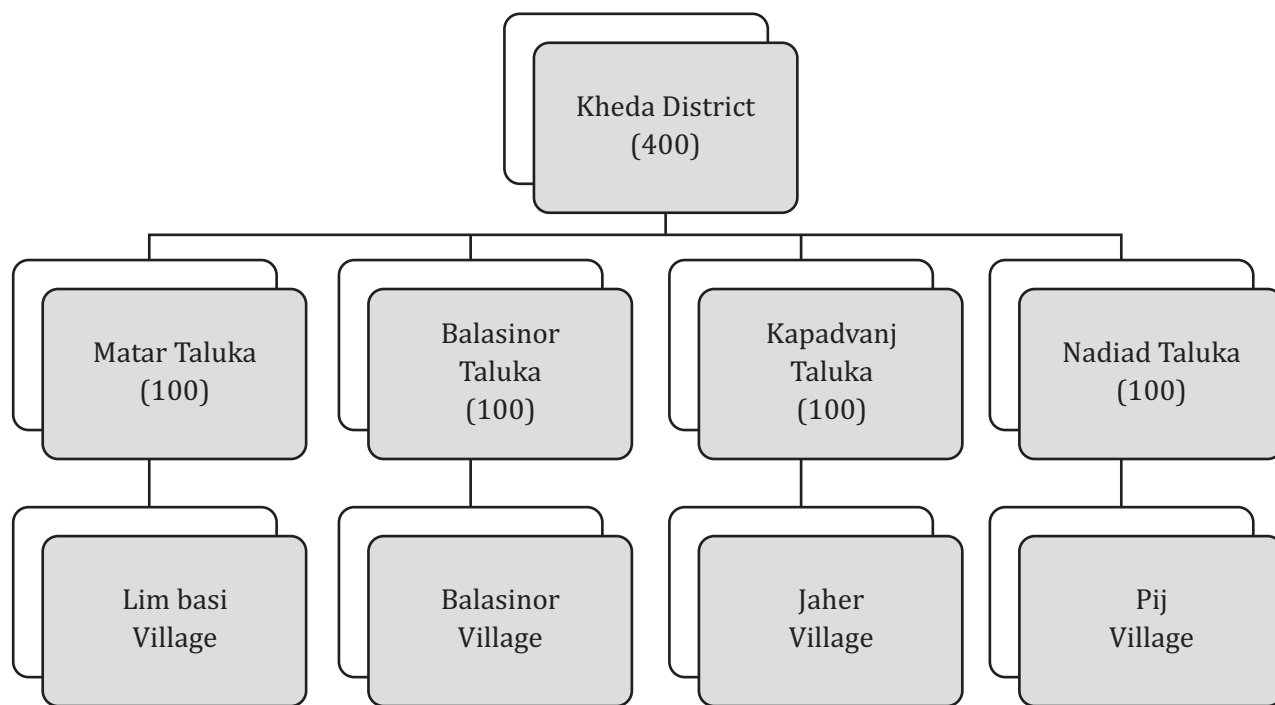 Kheda District
(400)
Matar Taluka
(100)
Balasinor
Taluka
(100)
Kapadvanj
Taluka
(100)
Nadiad Taluka
(100)
Lim basi
Village
Balasinor
Village
Jaher
Village
Pij
Village